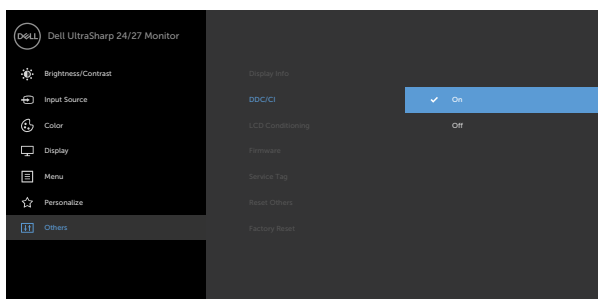 DELL Dell UltraSharp 24/27 Monitor
Brightness/Contrast Display Info
Input Source DDC/CI On
Color LCD Conditioning Off
Display Firmware
Menu Service Tag
Personalize Reset Others
Others Factory Reset